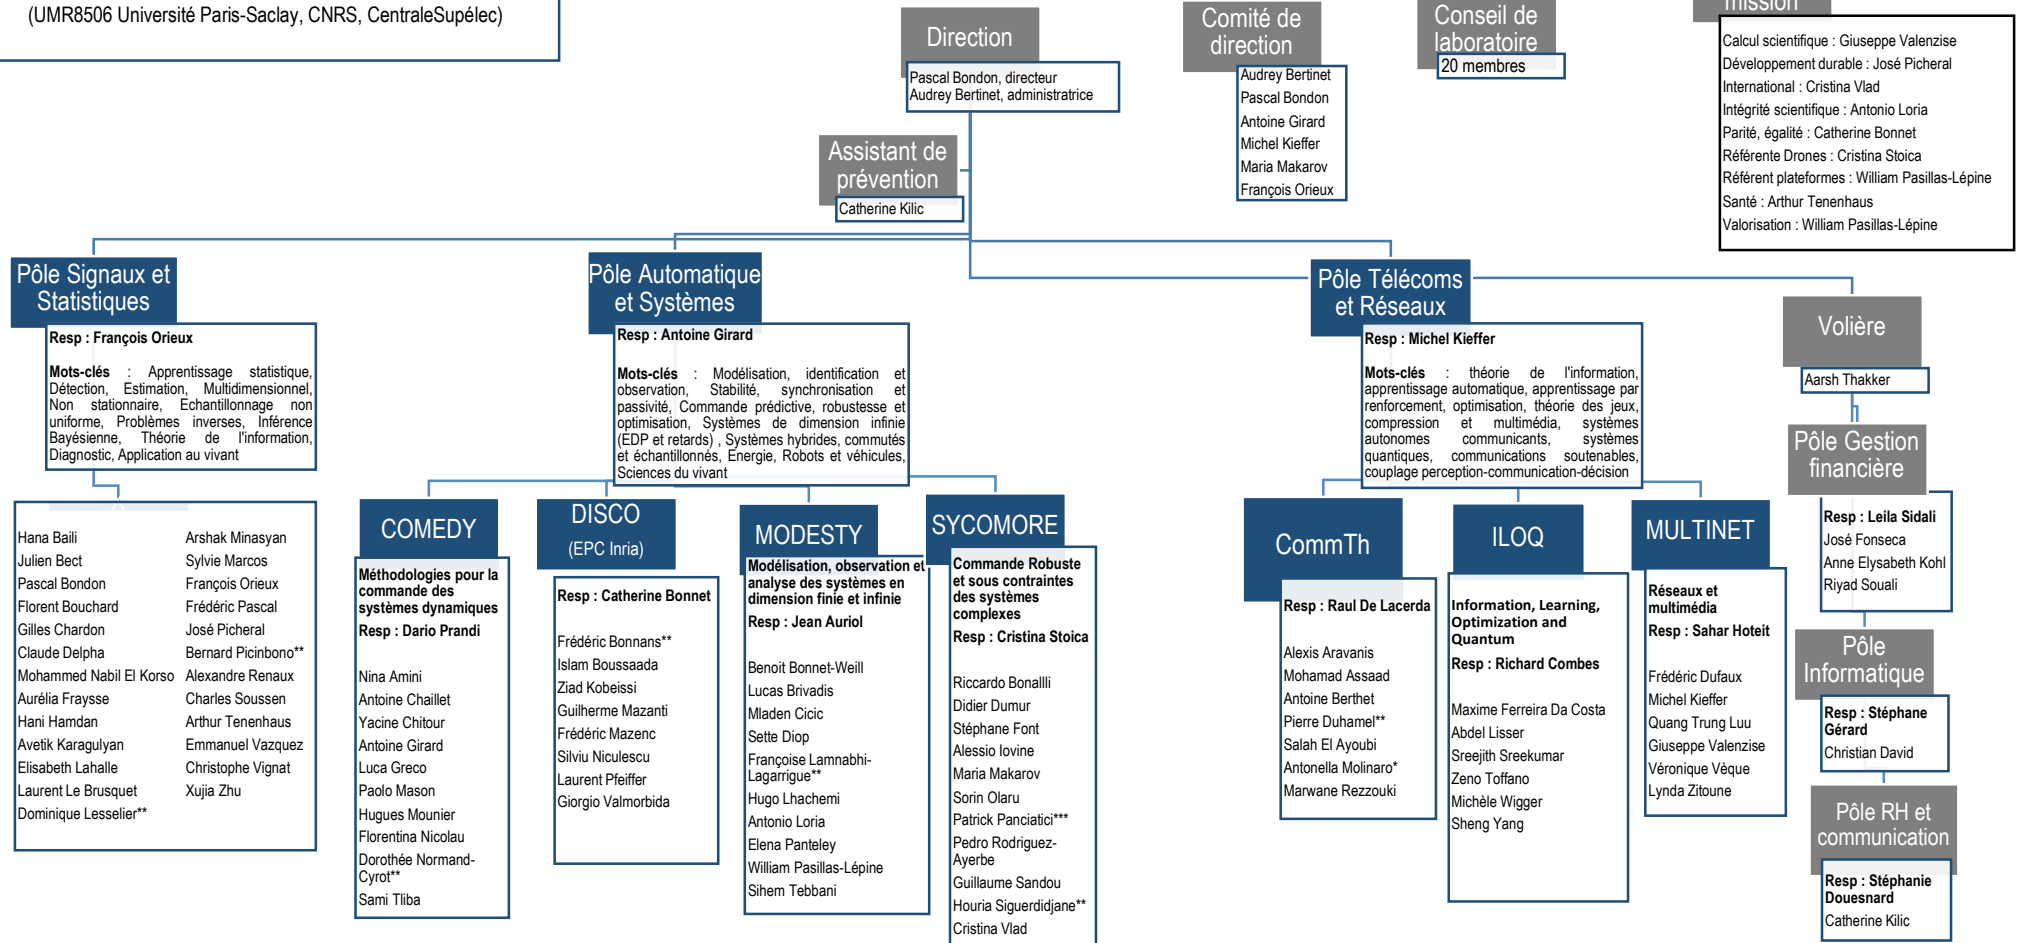 (UMR8506 Université Paris-Saclay, CNRS, CentraleSupélec)
Direction
Pascal Bondon, directeur
Audrey Bertinet, administratrice
Comité de
direction
Audrey Bertinet
Pascal Bondon
Antoine Girard
Michel Kieffer
Maria Makarov
François Orieux
Conseil de
laboratoire
20 membres
mission
Calcul scientifique : Giuseppe Valenzise
Développement durable : José Picheral
International : Cristina Vlad
Intégrité scientifique : Antonio Loria
Parité, égalité : Catherine Bonnet
Référente Drones : Cristina Stoica
Référent plateformes : William Pasillas-Lépine
Santé : Arthur Tenenhaus
Valorisation : William Pasillas-Lépine
Assistant de
prévention
Catherine Kilic
Pôle Signaux et
Statistiques
Resp : François Orieux
Mots-clés : Apprentissage statistique,
Détection, Estimation, Multidimensionnel,
Non stationnaire, Echantillonnage non
uniforme, Problèmes inverses, Inférence
Bayésienne, Théorie de l'information,
Diagnostic, Application au vivant
Hana Baili
Julien Bect
Pascal Bondon
Florent Bouchard
Gilles Chardon
Claude Delpha
Mohammed Nabil El Korso
Aurélia Fraysse
Hani Hamdan
Avetik Karagulyan
Elisabeth Lahalle
Laurent Le Brusquet
Dominique Lesselier**
Arshak Minasyan
Sylvie Marcos
François Orieux
Frédéric Pascal
José Picheral
Bernard Picinbono**
Alexandre Renaux
Charles Soussen
Arthur Tenenhaus
Emmanuel Vazquez
Christophe Vignat
Xujia Zhu
Pôle Automatique
et Systèmes
Resp : Antoine Girard
Mots-clés : Modélisation, identification et
observation, Stabilité, synchronisation et
passivité, Commande prédictive, robustesse et
optimisation, Systèmes de dimension infinie
(EDP et retards) , Systèmes hybrides, commutés
et échantillonnés, Energie, Robots et véhicules,
Sciences du vivant
COMEDY
Méthodologies pour la
commande des
systèmes dynamiques
Resp : Dario Prandi
Nina Amini
Antoine Chaillet
Yacine Chitour
Antoine Girard
Luca Greco
Paolo Mason
Hugues Mounier
Florentina Nicolau
Dorothée Normand-
Cyrot**
Sami Tliba
DISCO
(EPC Inria)
Resp : Catherine Bonnet
Frédéric Bonnans**
Islam Boussaada
Ziad Kobeissi
Guilherme Mazanti
Frédéric Mazenc
Silviu Niculescu
Laurent Pfeiffer
Giorgio Valmorbida
MODESTY
Modélisation, observation et
analyse des systèmes en
dimension finie et infinie
Resp : Jean Auriol
Benoit Bonnet-Weill
Lucas Brivadis
Mladen Cicic
Sette Diop
Françoise Lamnabhi-
Lagarrigue**
Hugo Lhachemi
Antonio Loria
Elena Panteley
William Pasillas-Lépine
Sihem Tebbani
SYCOMORE
Commande Robuste
et sous contraintes
des systèmes
complexes
Resp : Cristina Stoica
Riccardo Bonallli
Didier Dumur
Stéphane Font
Alessio Iovine
Maria Makarov
Sorin Olaru
Patrick Panciatici***
Pedro Rodriguez-
Ayerbe
Guillaume Sandou
Houria Siguerdidjane**
Cristina Vlad
Pôle Télécoms
et Réseaux
Resp : Michel Kieffer
Mots-clés : théorie de l'information,
apprentissage automatique, apprentissage par
renforcement, optimisation, théorie des jeux,
compression et multimédia, systèmes
autonomes communicants, systèmes
quantiques, communications soutenables,
couplage perception-communication-décision
CommTh
Resp : Raul De Lacerda
Alexis Aravanis
Mohamad Assaad
Antoine Berthet
Pierre Duhamel**
Salah El Ayoubi
Antonella Molinaro*
Marwane Rezzouki
ILOQ
Information, Learning,
Optimization and
Quantum
Resp : Richard Combes
Maxime Ferreira Da Costa
Abdel Lisser
Sreejith Sreekumar
Zeno Toffano
Michèle Wigger
Sheng Yang
MULTINET
Réseaux et
multimédia
Resp : Sahar Hoteit
Frédéric Dufaux
Michel Kieffer
Quang Trung Luu
Giuseppe Valenzise
Véronique Vèque
Lynda Zitoune
Volière
Aarsh Thakker
Pôle Gestion
financière
Resp : Leila Sidali
José Fonseca
Anne Elysabeth Kohl
Riyad Souali
Pôle
Informatique
Resp : Stéphane
Gérard
Christian David
Pôle RH et
communication
Resp : Stéphanie
Douesnard
Catherine Kilic